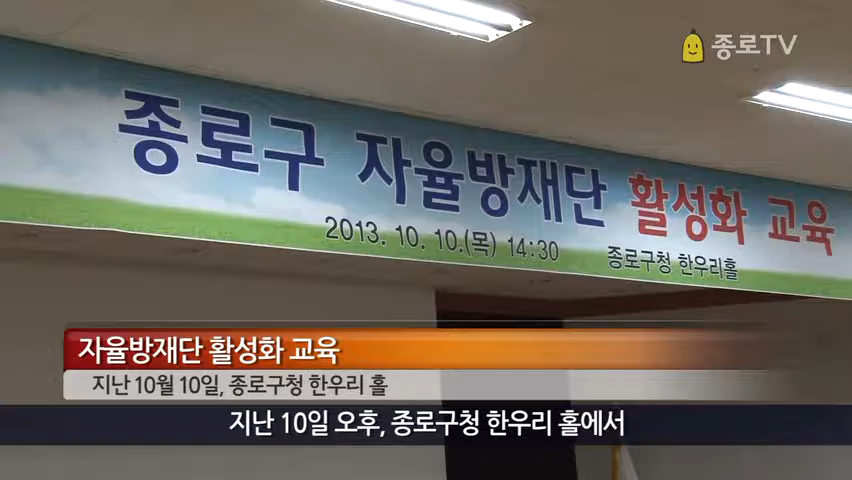 종로TV
종로구 자율방재단 활성화 교육
2013. 10. 10.(목) 14:30 종로구청 한우리홀
자율방재단 활성화 교육
지난 10월 10일, 종로구청 한우리 홀
지난 10일 오후, 종로구청 한우리 홀에서